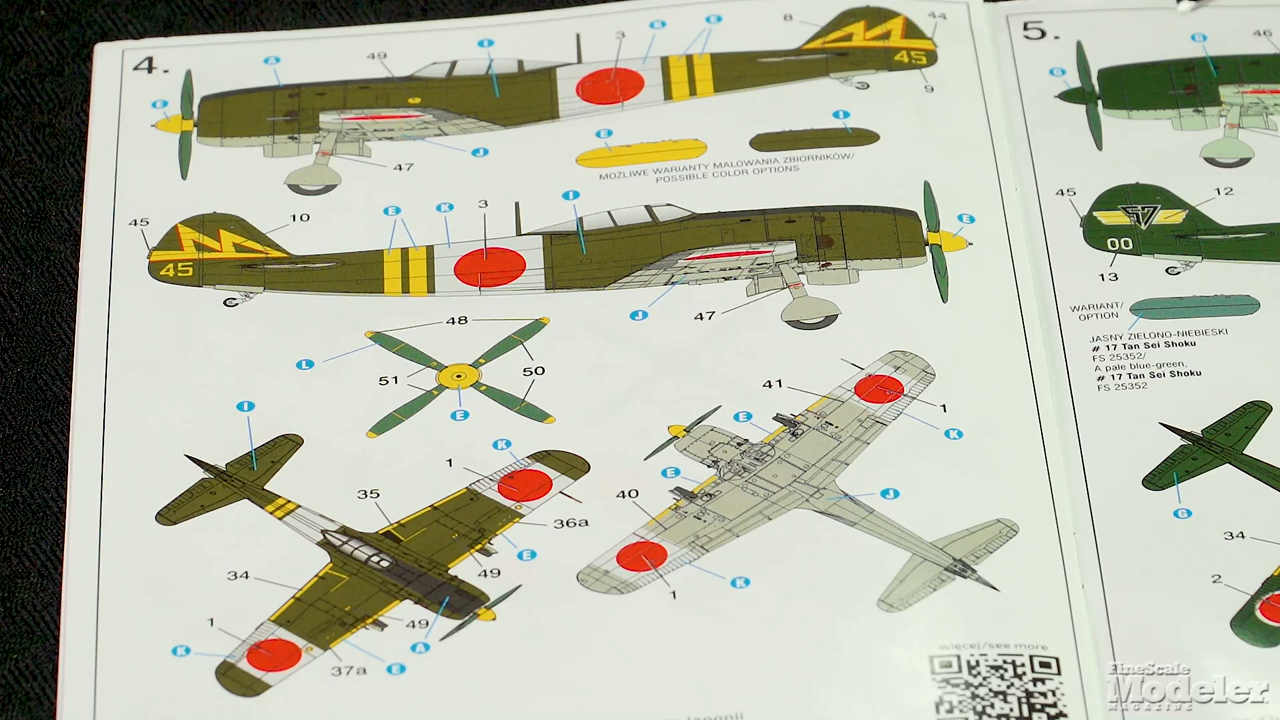 4.
49
I
3
K
E
8
44
A
45
E
9
47
J
E
I
MOŻLIWE WARIANTY MALOWANIA ZBIORNIKÓW/
POSSIBLE COLOR OPTIONS
45
10
E
K
3
I
E
45
J
47
48
L
51
50
E
I
K
1
35
36a
E
34
49
1
49
K
A
37a
E
41
E
1
K
E
40
J
K
1
więcej/see more
5.
B
46
B
45
12
57
00
13
WARIANT/
OPTION
JASNY ZIELONO-NIEBIESKI
# 17 Tan Sei Shoku
FS 25352/
A pale blue-green,
# 17 Tan Sei Shoku
FS 25352
G
34
2
FineScale
Modeler
MAGAZINE